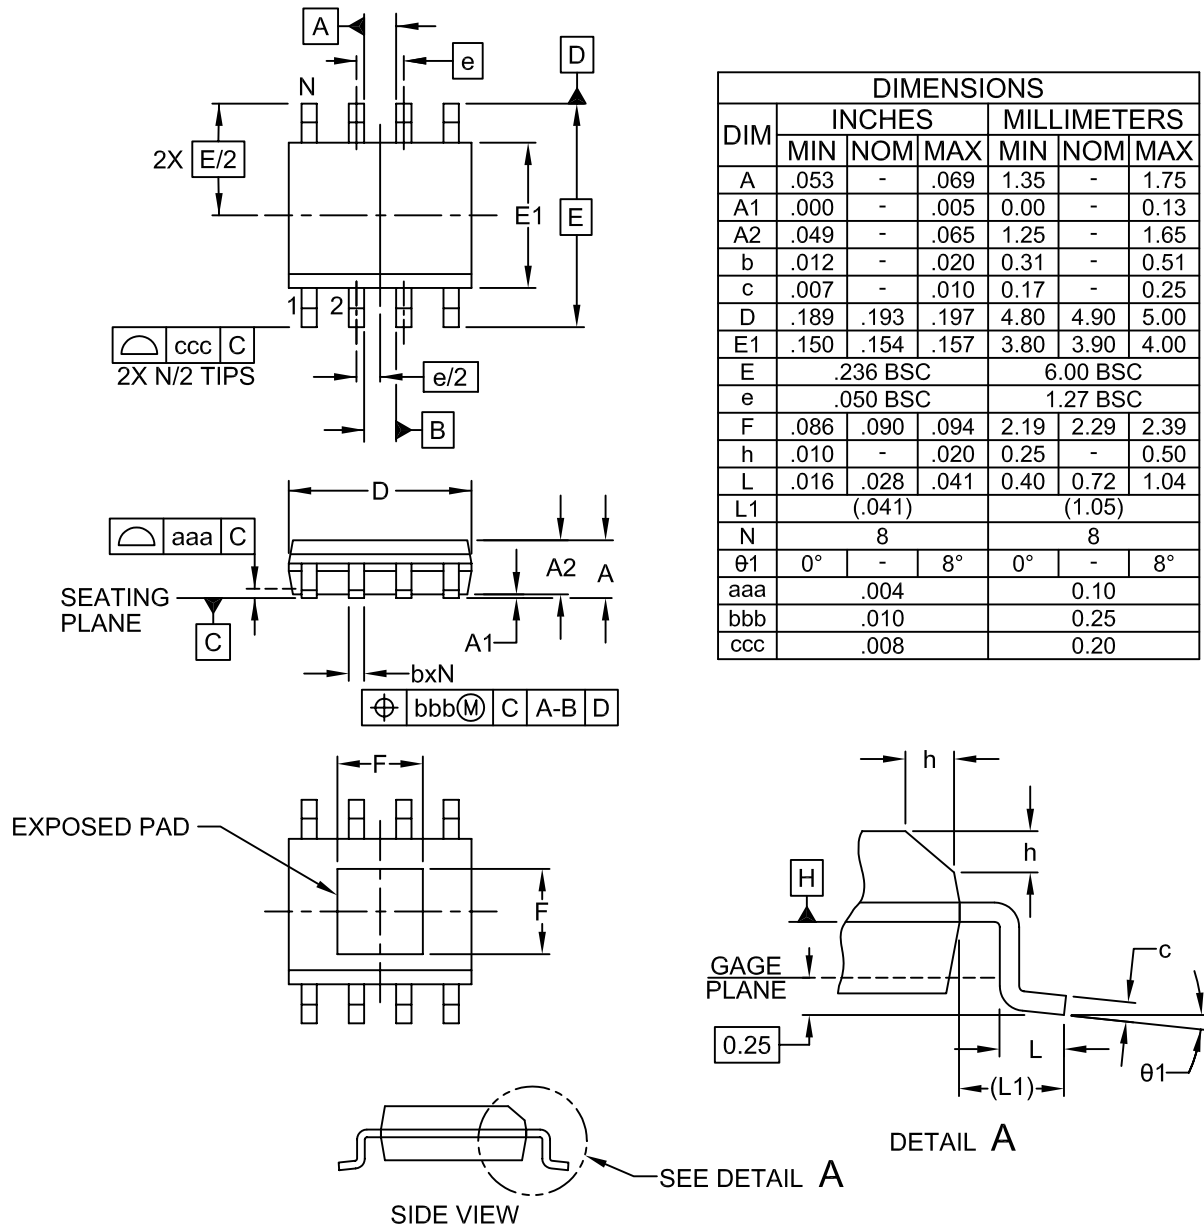 A
e
D
N
2X E/2
E1
E
1 2
ccc C
2X N/2 TIPS
e/2
B
D
aaa C
A2 A
SEATING
PLANE
C
A1
bxN
bbbⓂ C A-B D
F
EXPOSED PAD
F
SIDE VIEW
SEE DETAIL A
DIMENSIONS
DIM INCHES MILLIMETERS
MIN NOM MAX MIN NOM MAX
A .053 - .069 1.35 - 1.75
A1 .000 - .005 0.00 - 0.13
A2 .049 - .065 1.25 - 1.65
b .012 - .020 0.31 - 0.51
c .007 - .010 0.17 - 0.25
D .189 .193 .197 4.80 4.90 5.00
E1 .150 .154 .157 3.80 3.90 4.00
E .236 BSC 6.00 BSC
e .050 BSC 1.27 BSC
F .086 .090 .094 2.19 2.29 2.39
h .010 - .020 0.25 - 0.50
L .016 .028 .041 0.40 0.72 1.04
L1 (.041) (1.05)
N 8 8
θ1 0° - 8° 0° - 8°
aaa .004 0.10
bbb .010 0.25
ccc .008 0.20
h
h
H
GAGE
PLANE
c
0.25
L
(L1)
θ1
DETAIL A